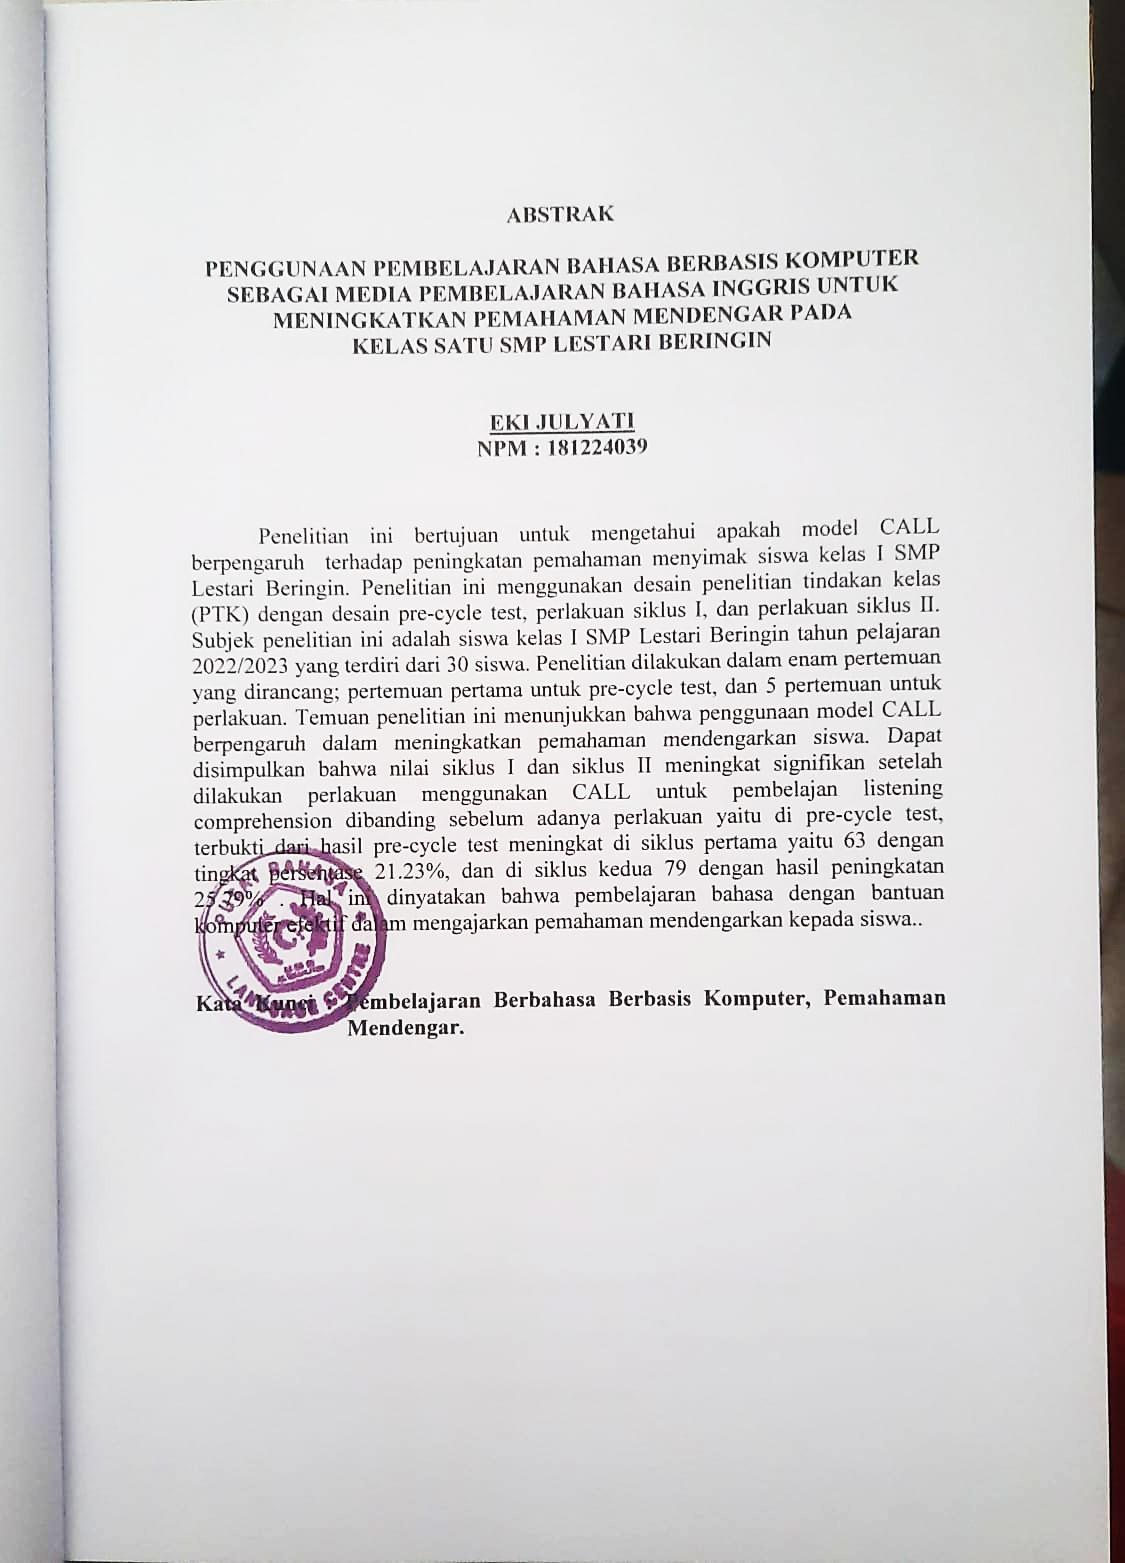 ABSTRAK
PENGGUNAAN PEMBELAJARAN BAHASA BERBASIS KOMPUTER
SEBAGAI MEDIA PEMBELAJARAN BAHASA INGGRIS UNTUK
MENINGKATKAN PEMAHAMAN MENDENGAR PADA
KELAS SATU SMP LESTARI BERINGIN
EKI JULYATI
NPM : 181224039
Penelitian ini bertujuan untuk mengetahui apakah model CALL
berpengaruh terhadap peningkatan pemahaman menyimak siswa kelas I SMP
Lestari Beringin. Penelitian ini menggunakan desain penelitian tindakan kelas
(PTK) dengan desain pre-cycle test, perlakuan siklus I, dan perlakuan siklus II.
Subjek penelitian ini adalah siswa kelas I SMP Lestari Beringin tahun pelajaran
2022/2023 yang terdiri dari 30 siswa. Penelitian dilakukan dalam enam pertemuan
yang dirancang; pertemuan pertama untuk pre-cycle test, dan 5 pertemuan untuk
perlakuan. Temuan penelitian ini menunjukkan bahwa penggunaan model CALL
berpengaruh dalam meningkatkan pemahaman mendengarkan siswa. Dapat
disimpulkan bahwa nilai siklus I dan siklus II meningkat signifikan setelah
dilakukan perlakuan menggunakan CALL untuk pembelajan listening
comprehension dibanding sebelum adanya perlakuan yaitu di pre-cycle test,
terbukti dari hasil pre-cycle test meningkat di siklus pertama yaitu 63 dengan
tingkat persentase 21.23%, dan di siklus kedua 79 dengan hasil peningkatan
25.79% . Hal ini dinyatakan bahwa pembelajaran bahasa dengan bantuan
komputer efektif dalam mengajarkan pemahaman mendengarkan kepada siswa..
Kata Kunci : Pembelajaran Berbahasa Berbasis Komputer, Pemahaman
Mendengar.
PUSAT BAHASA
LANGUAGE CENTRE